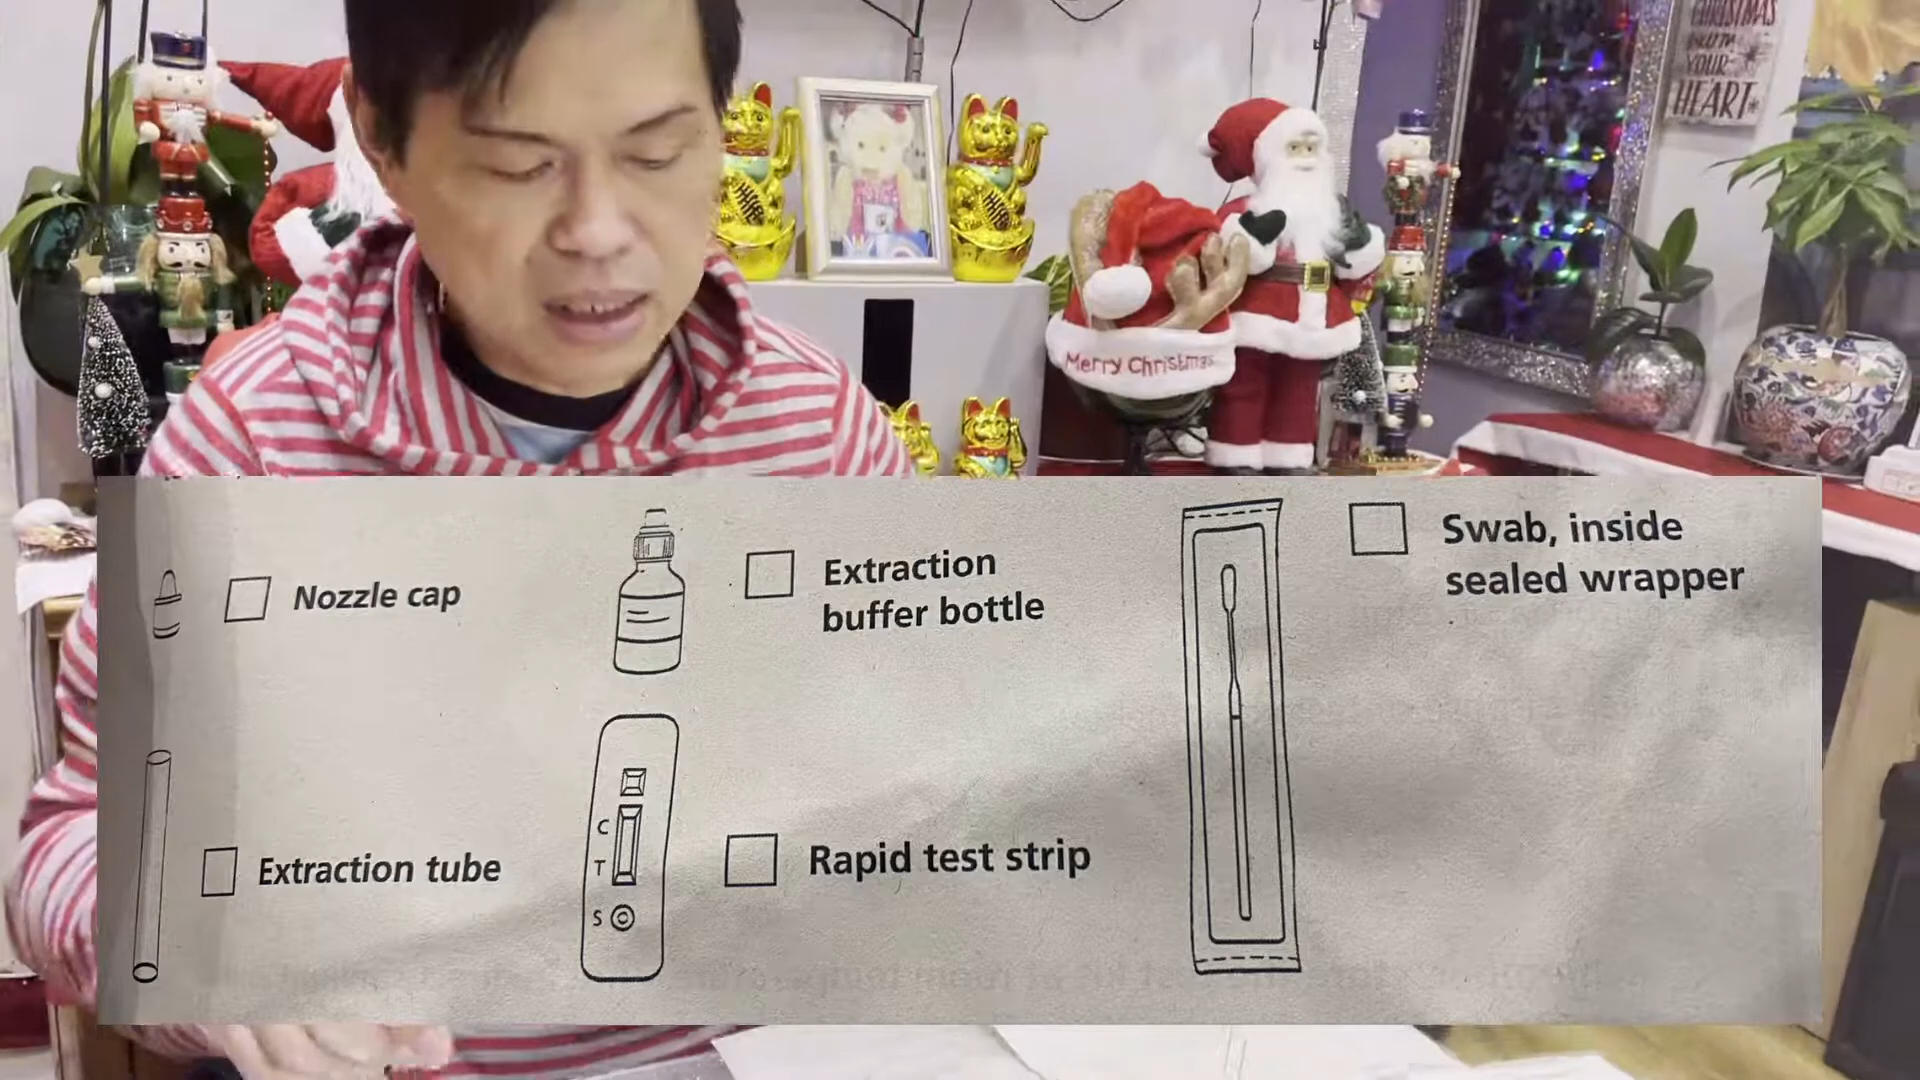 CHRISTMAS
WITH
YOUR
HEART
Merry Christmas
Nozzle cap
Extraction
buffer bottle
Swab, inside
sealed wrapper
Extraction tube
C
T
S
Rapid test strip